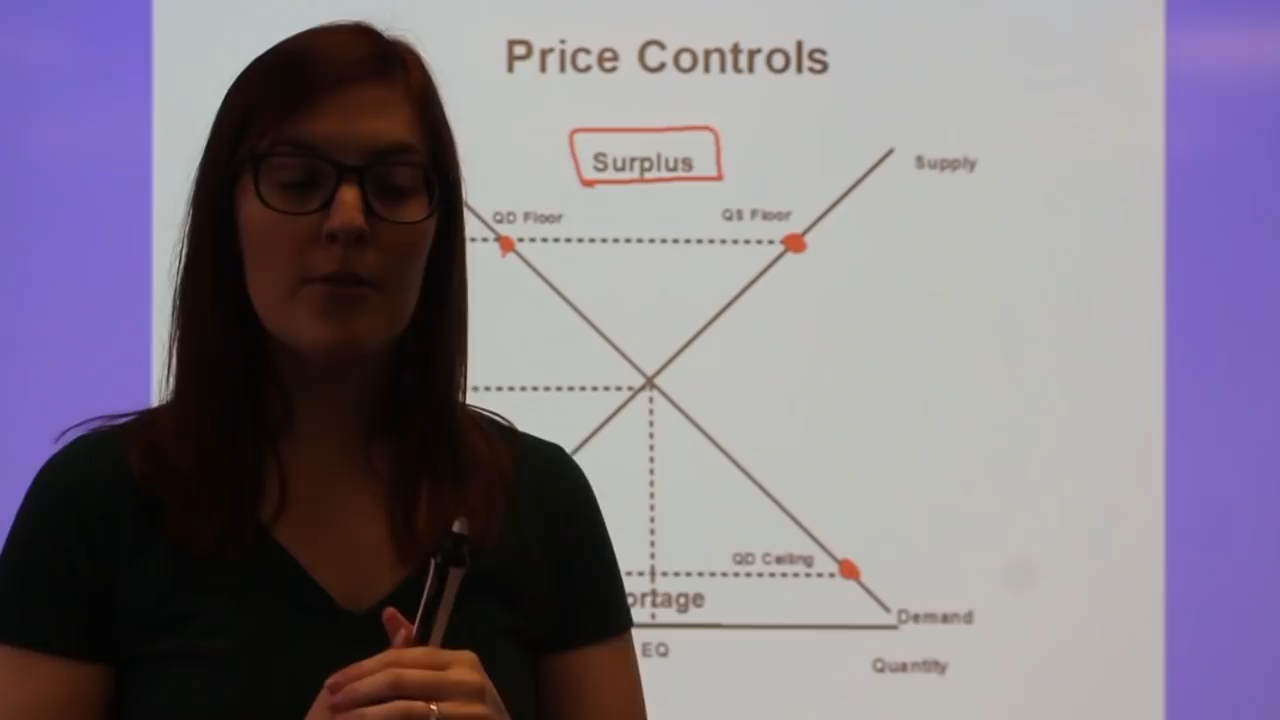 Price Controls
Surplus
Supply
QD Floor
QS Floor
QD Ceiling
ortage
Demand
EQ
Quantity